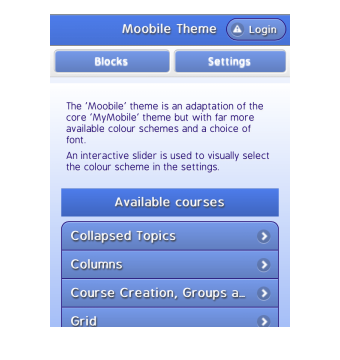 Moobile Theme
Login
Blocks
Settings
The 'Moobile' theme is an adaptation of the
core 'MyMobile' theme but with far more
available colour schemes and a choice of
font.
An interactive slider is used to visually select
the colour scheme in the settings.
Available courses
Collapsed Topics
Columns
Course Creation, Groups a...
Grid